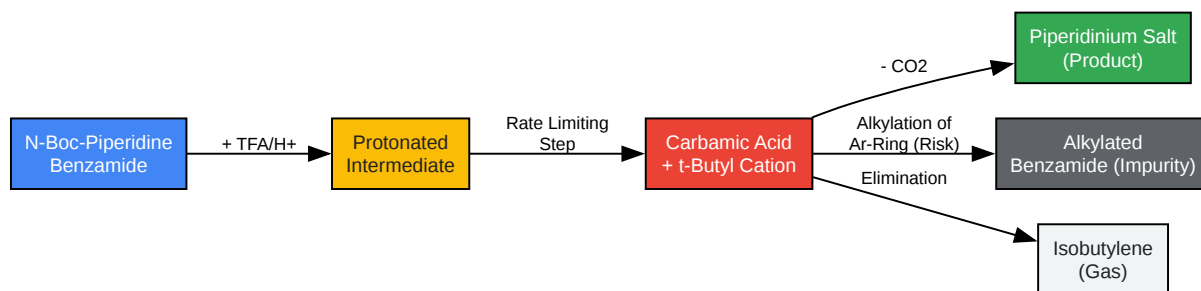 N-Boc-Piperidine
Benzamide
+ TFA/H+
Protonated
Intermediate
Rate Limiting
Step
Carbamic Acid
+ t-Butyl Cation
- CO2
Piperidinium Salt
(Product)
Alkylation of
Ar-Ring (Risk)
Alkylated
Benzamide (Impurity)
Elimination
Isobutylene
(Gas)